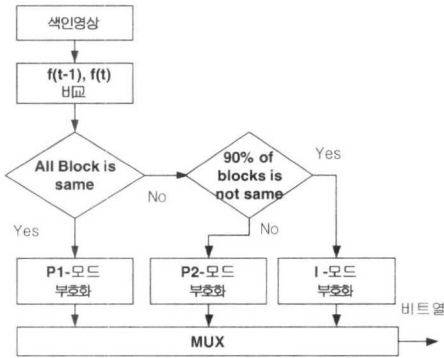 색인영상
f(t-1), f(t)
비교
All Block is
same
90% of
blocks is
not same
Yes
No
Yes
No
P1-모드
부호화
P2-모드
부호화
I -모드
부호화
비트열
MUX